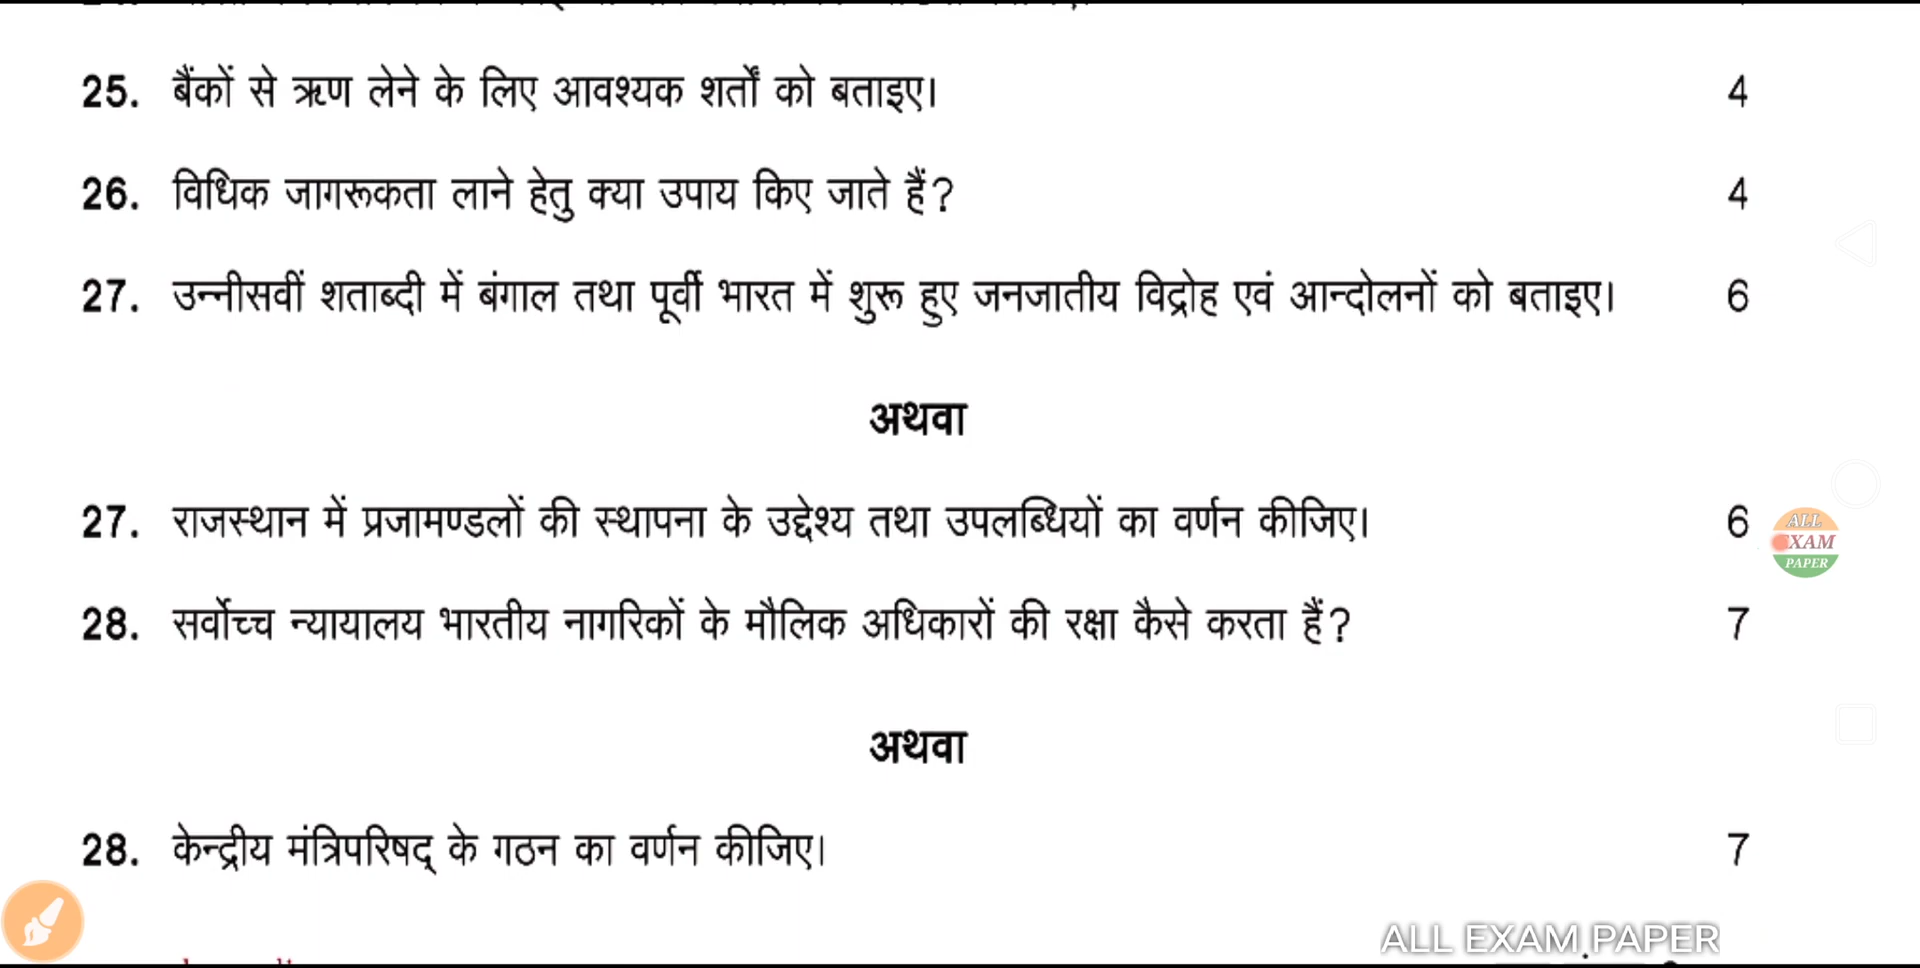 25. बैंकों से ऋण लेने के लिए आवश्यक शर्तों को बताइए। 4
26. विधिक जागरूकता लाने हेतु क्या उपाय किए जाते हैं? 4
27. उन्नीसवीं शताब्दी में बंगाल तथा पूर्वी भारत में शुरू हुए जनजातीय विद्रोह एवं आन्दोलनों को बताइए। 6
अथवा
27. राजस्थान में प्रजामण्डलों की स्थापना के उद्देश्य तथा उपलब्धियों का वर्णन कीजिए। 6
ALL
EXAM
PAPER
28. सर्वोच्च न्यायालय भारतीय नागरिकों के मौलिक अधिकारों की रक्षा कैसे करता हैं? 7
अथवा
28. केन्द्रीय मंत्रिपरिषद् के गठन का वर्णन कीजिए। 7
ALL EXAM PAPER